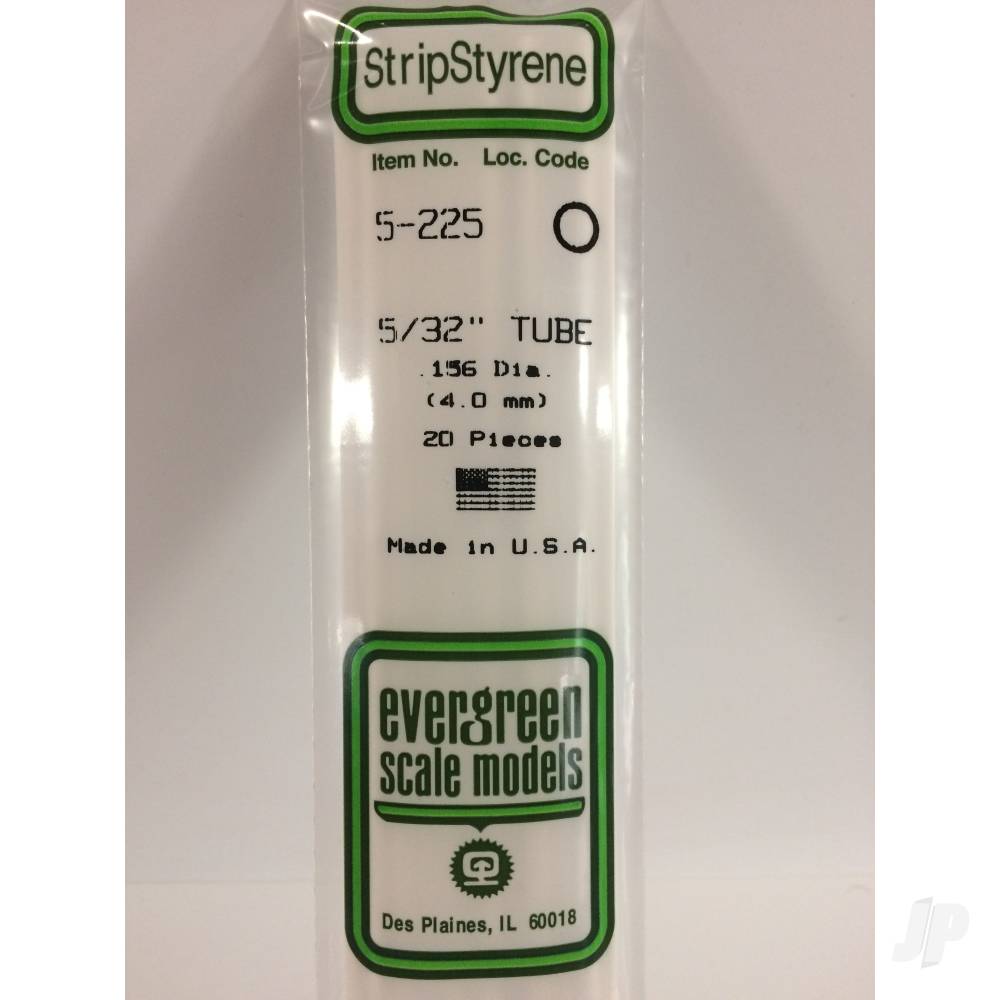 StripStyrene
Item No. Loc. Code
5-225
5/32" TUBE
.156 Dia.
(4.0 mm)
20 Pieces
Made in U.S.A.
evergreen
scale models
Des Plaines, IL 60018
JP